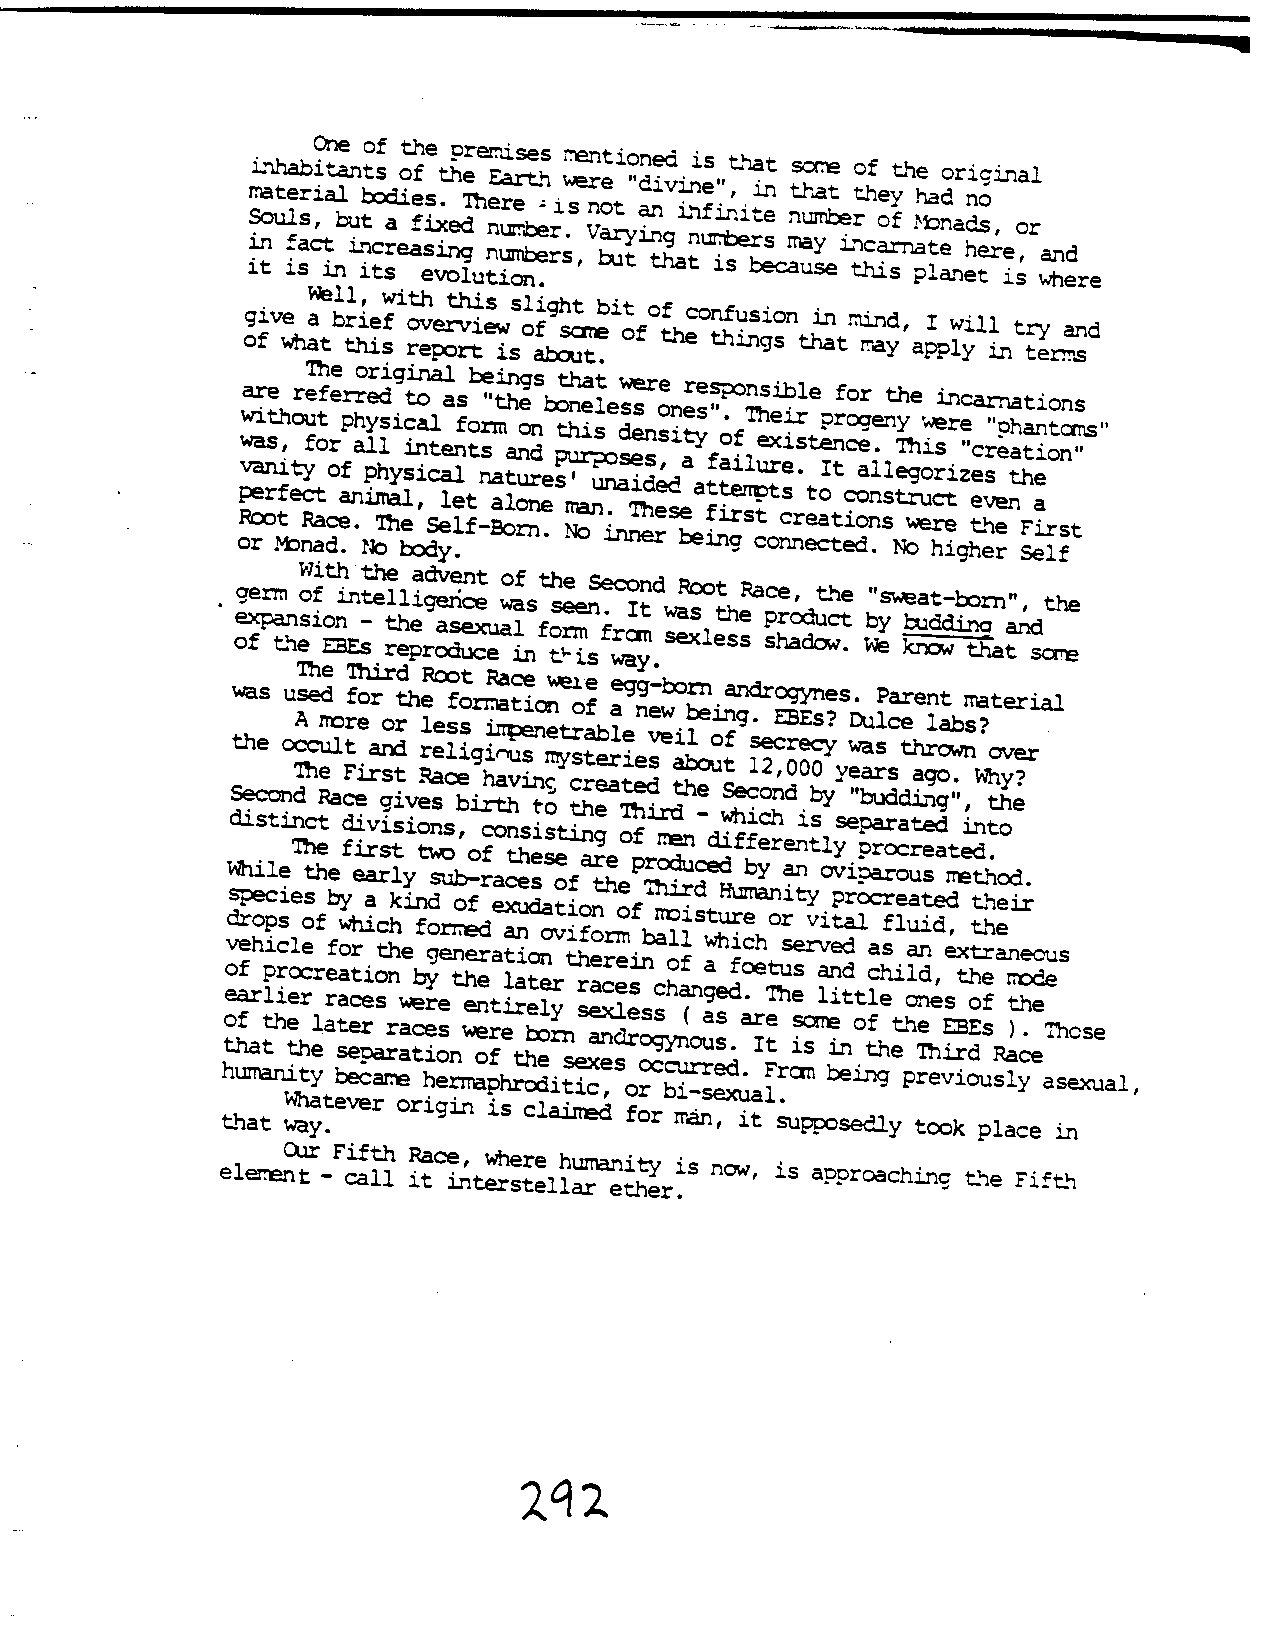 One of the premises mentioned is that some of the original
inhabitants of the Earth were "divine", in that they had no
material bodies. There is not an infinite number of Monads, or
Souls, but a fixed number. Varying numbers may incarnate here, and
in fact increasing numbers, but that is because this planet is where
it is in its evolution.
Well, with this slight bit of confusion in mind, I will try and
give a brief overview of some of the things that may apply in terms
of what this report is about.
The original beings that were responsible for the incarnations
are referred to as "the boneless ones". Their progeny were "phantoms"
without physical form on this density of existence. This "creation"
was, for all intents and purposes, a failure. It allegorizes the
vanity of physical natures' unaided attempts to construct even a
perfect animal, let alone man. These first creations were the First
Root Race. The Self-Born. No inner being connected. No higher Self
or Monad. No body.
With the advent of the Second Root Race, the "sweat-born", the
germ of intelligence was seen. It was the product by budding and
expansion - the asexual form from sexless shadow. We know that some
of the EBEs reproduce in this way.
The Third Root Race were egg-born androgynes. Parent material
was used for the formation of a new being. EBEs? Dulce labs?
A more or less impenetrable veil of secrecy was thrown over
the occult and religious mysteries about 12,000 years ago. Why?
The First Race having created the Second by "budding", the
Second Race gives birth to the Third - which is separated into
distinct divisions, consisting of men differently procreated.
The first two of these are produced by an oviparous method.
While the early sub-races of the Third Humanity procreated their
species by a kind of exudation of moisture or vital fluid, the
drops of which formed an oviform ball which served as an extraneous
vehicle for the generation therein of a foetus and child, the mode
of procreation by the later races changed. The little ones of the
earlier races were entirely sexless ( as are some of the EBEs ). Those
of the later races were born androgynous. It is in the Third Race
that the separation of the sexes occurred. From being previously asexual,
humanity became hermaphroditic, or bi-sexual.
Whatever origin is claimed for man, it supposedly took place in
that way.
Our Fifth Race, where humanity is now, is approaching the Fifth
element - call it interstellar ether.
292